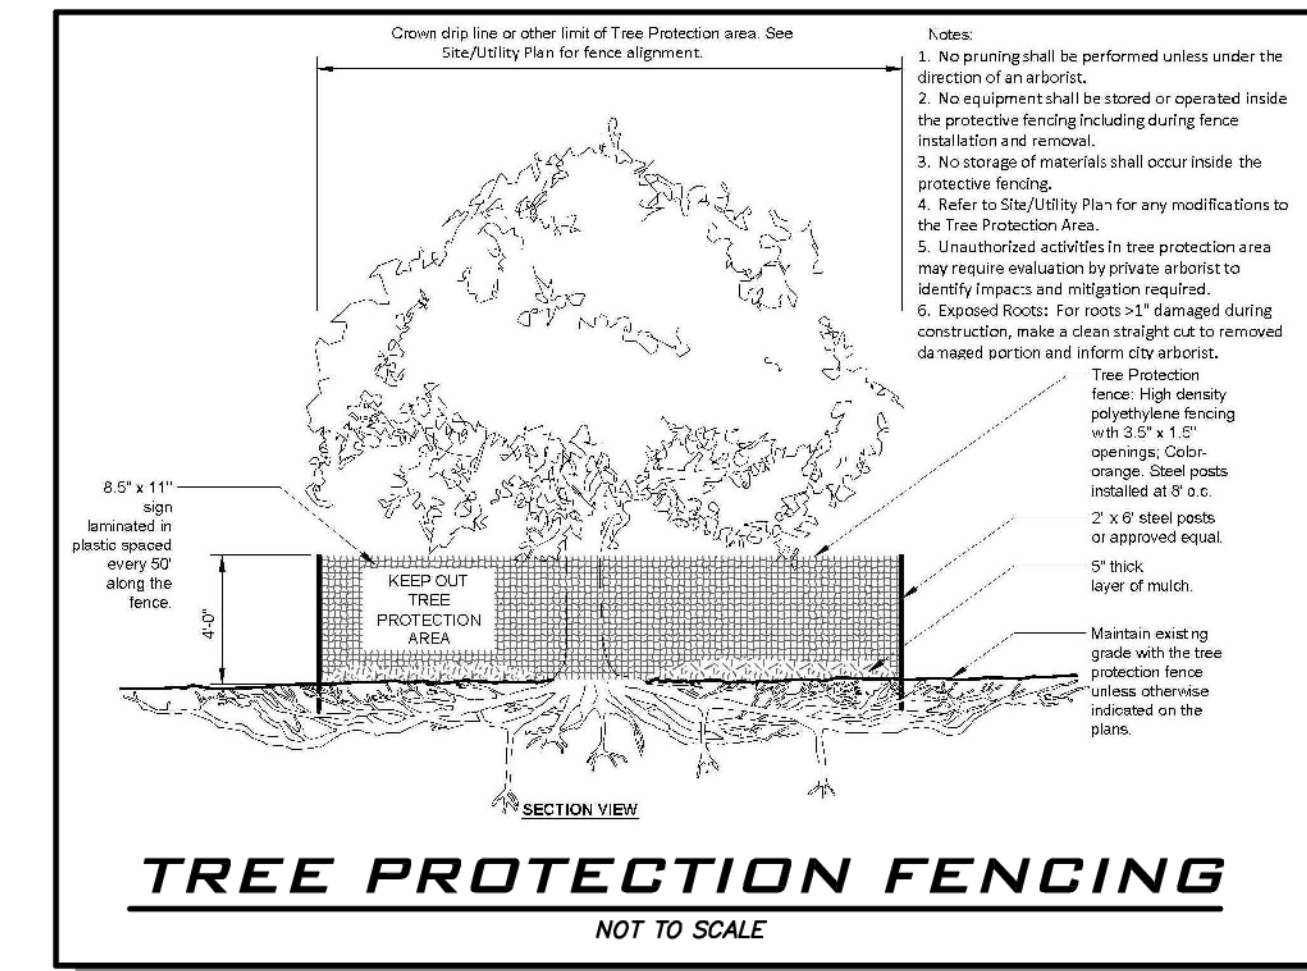 Crown drip line or other limit of Tree Protection area. See
Site/Utility Plan for fence alignment.
Notes:
1. No pruning shall be performed unless under the
direction of an arborist.
2. No equipment shall be stored or operated inside
the protective fencing including during fence
installation and removal.
3. No storage of materials shall occur inside the
protective fencing.
4. Refer to Site/Utility Plan for any modifications to
the Tree Protection Area.
5. Unauthorized activities in tree protection area
may require evaluation by private arborist to
identify impacts and mitigation required.
6. Exposed Roots: For roots >1" damaged during
construction, make a clean straight cut to removed
damaged portion and inform city arborist.
Tree Protection
fence: High density
polyethylene fencing
with 3.5" x 1.5"
openings; Color-
orange. Steel posts
installed at 8' o.c.
2' x 6' steel posts
or approved equal.
5" thick
layer of mulch.
Maintain existing
grade with the tree
protection fence
unless otherwise
indicated on the
plans.
8.5" x 11"
sign
laminated in
plastic spaced
every 50'
along the
fence.
4'-0"
KEEP OUT
TREE
PROTECTION
AREA
SECTION VIEW
TREE PROTECTION FENCING
NOT TO SCALE